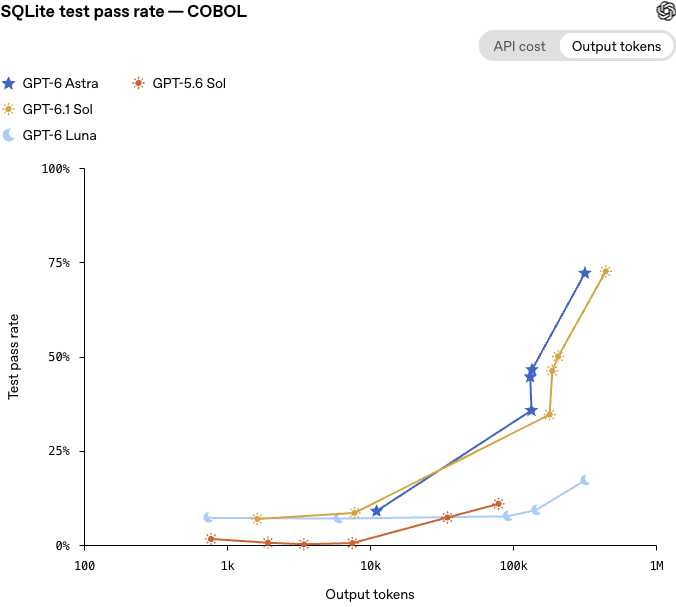 SQLite test pass rate — COBOL
API cost
Output tokens
GPT-6 Astra
GPT-5.6 Sol
GPT-6.1 Sol
GPT-6 Luna
100%
75%
50%
25%
0%
Test pass rate
100
1k
10k
100k
1M
Output tokens